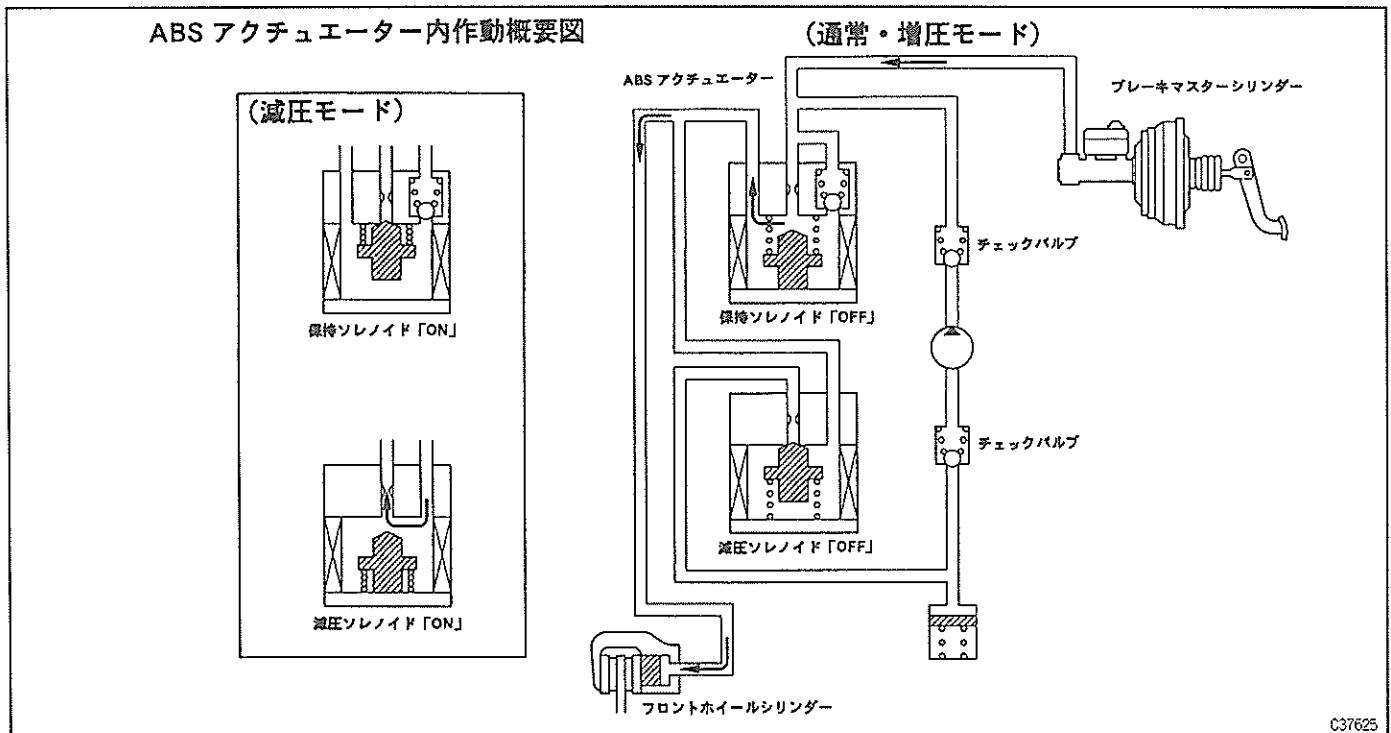 ABS アクチュエーター内作動概要図
(通常・増圧モード)
(減圧モード)
ABS アクチュエーター
ブレーキマスターシリンダー
保持ソレノイド「ON」
保持ソレノイド「OFF」
チェックバルブ
チェックバルブ
減圧ソレノイド「ON」
減圧ソレノイド「OFF」
フロントホイールシリンダー
C37625